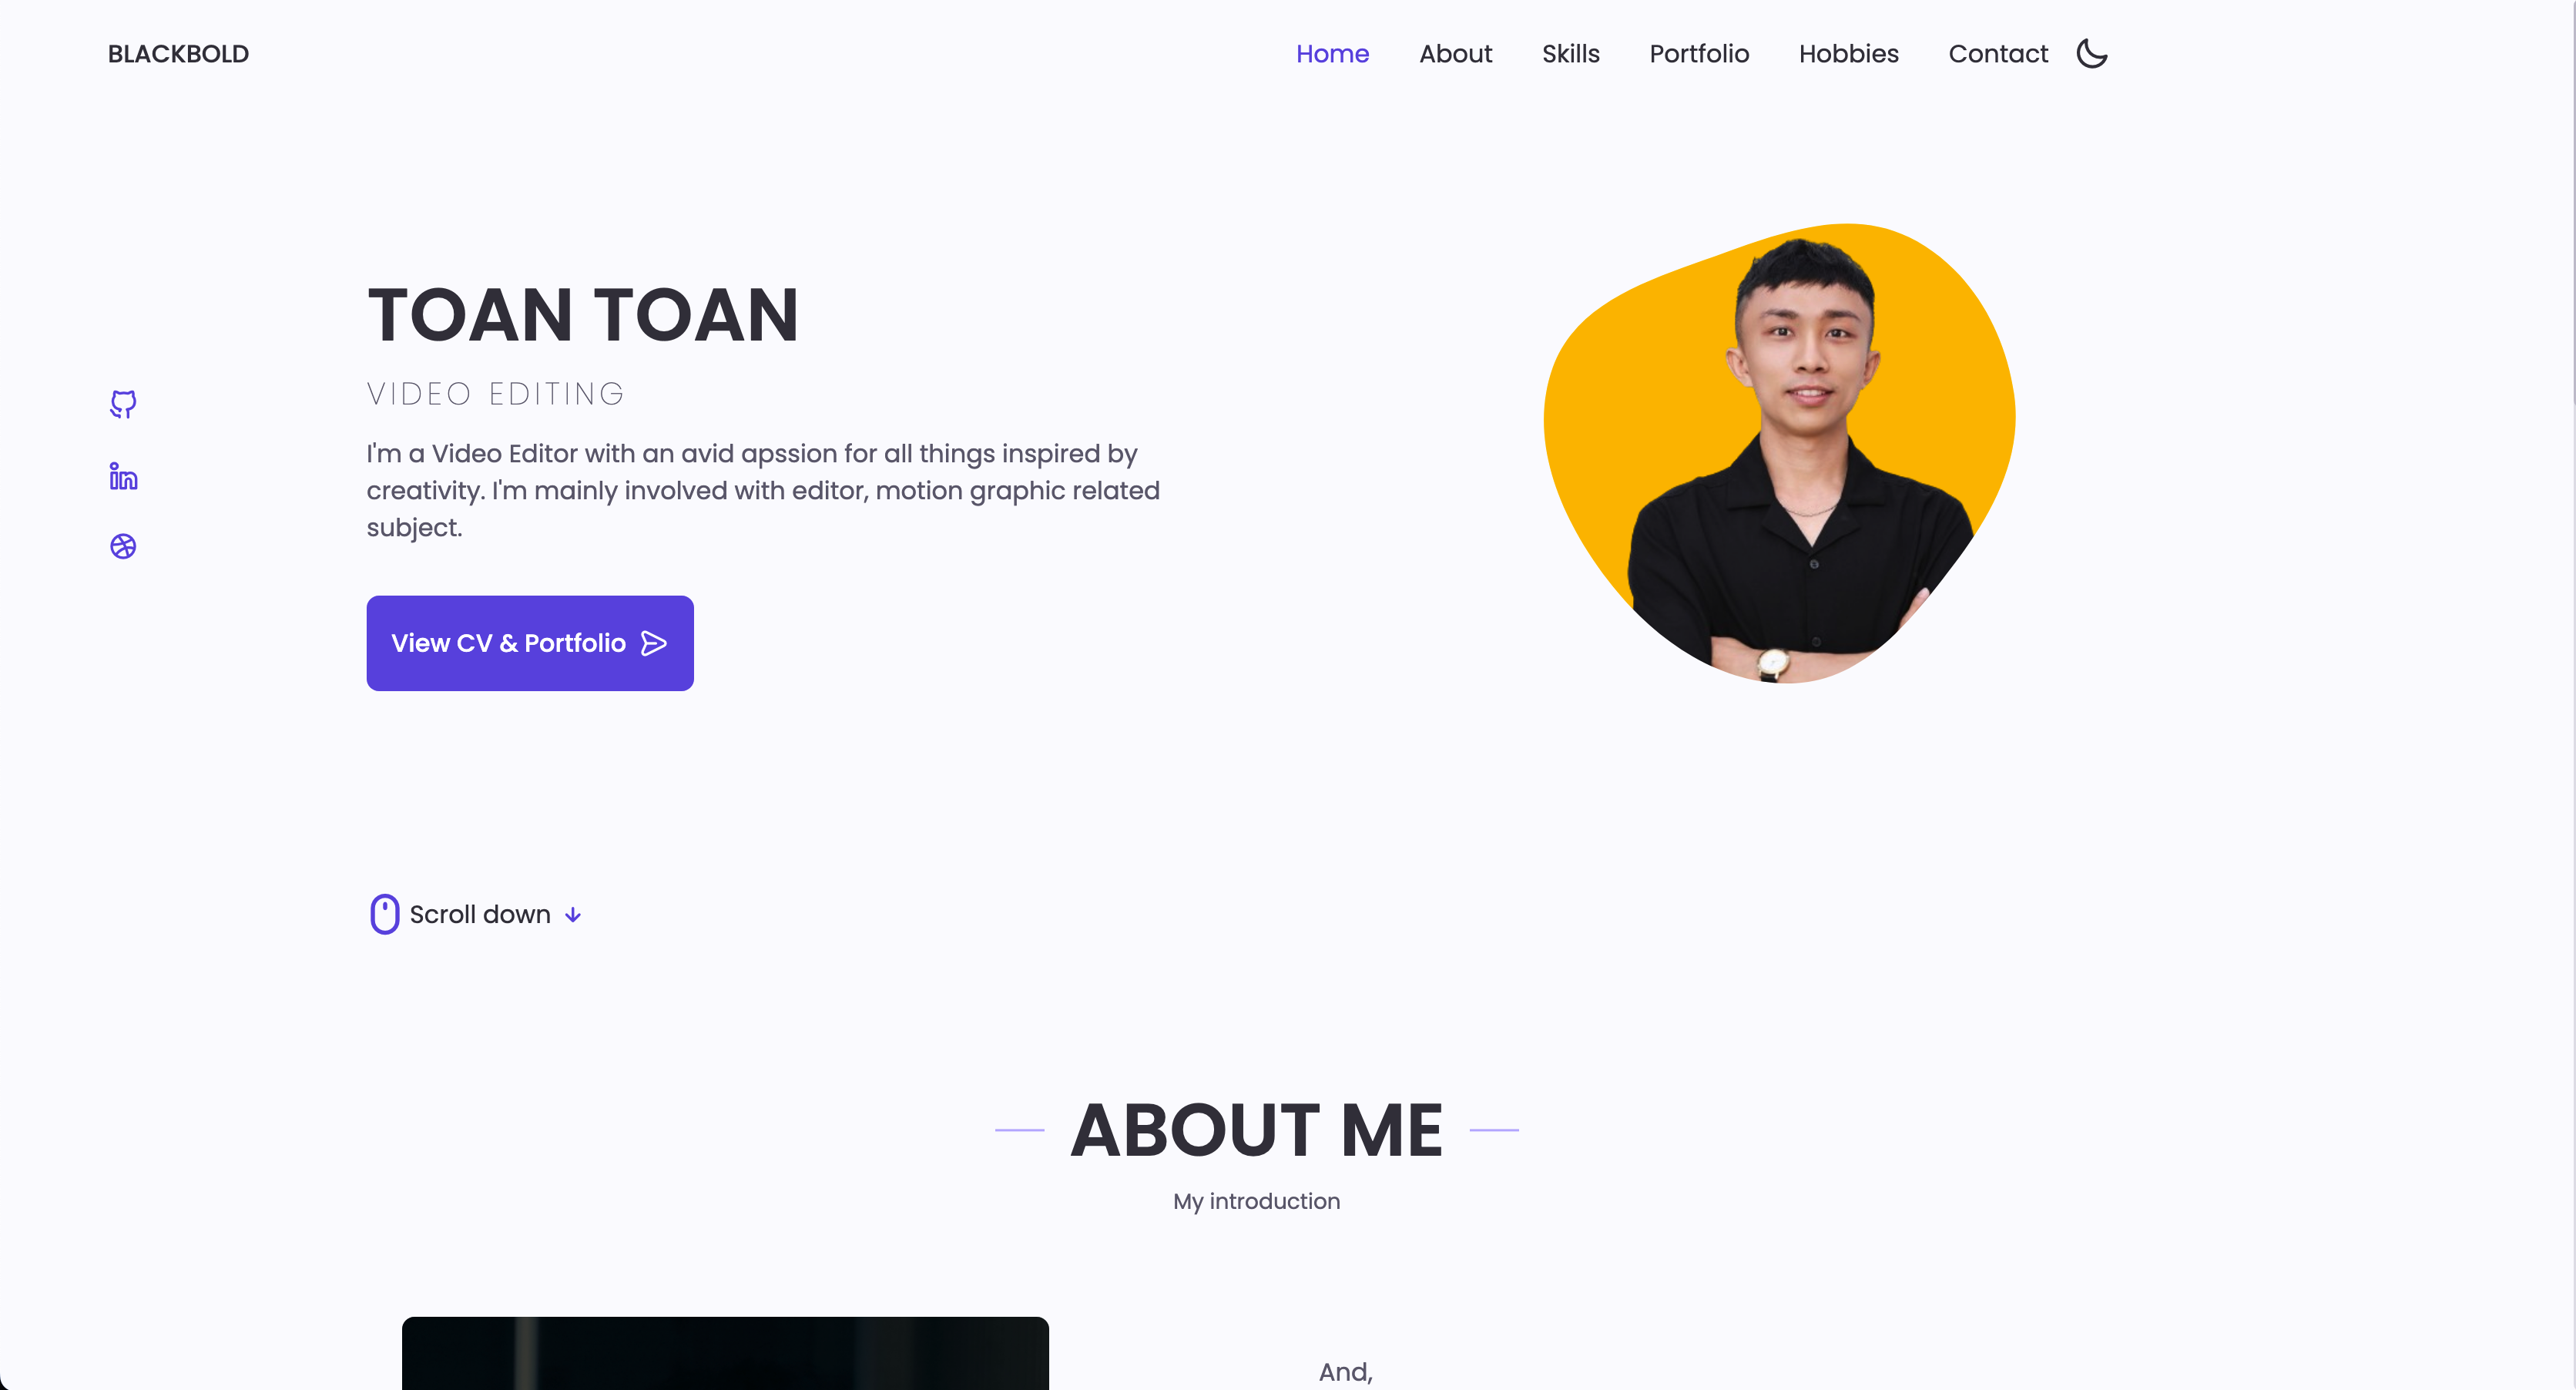 BLACKBOLD
Home About Skills Portfolio Hobbies Contact
TOAN TOAN
VIDEO EDITING
I'm a Video Editor with an avid apssion for all things inspired by
creativity. I'm mainly involved with editor, motion graphic related
subject.
View CV & Portfolio
Scroll down
ABOUT ME
My introduction
And,